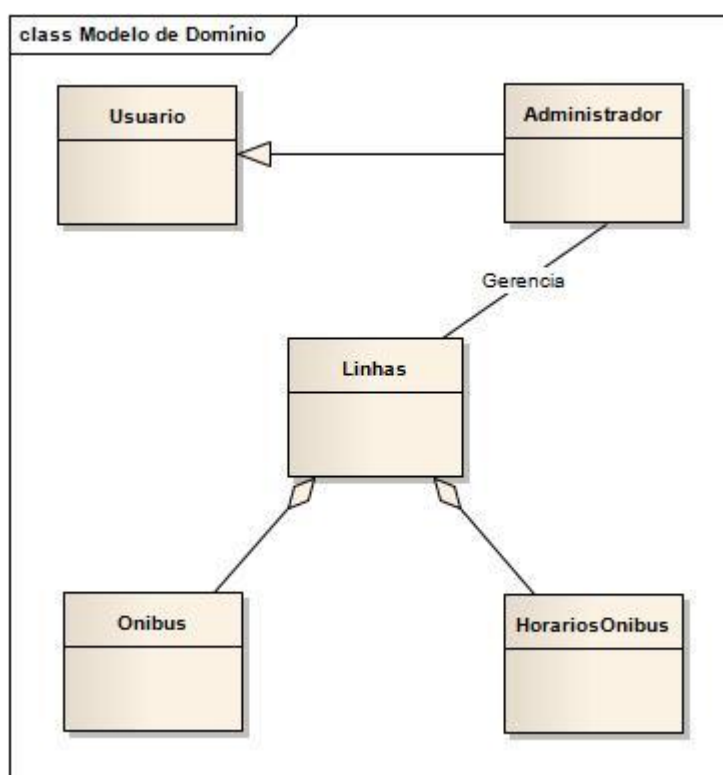 class Modelo de Domínio
Usuario
Administrador
Gerencia
Linhas
Onibus
HorariosOnibus